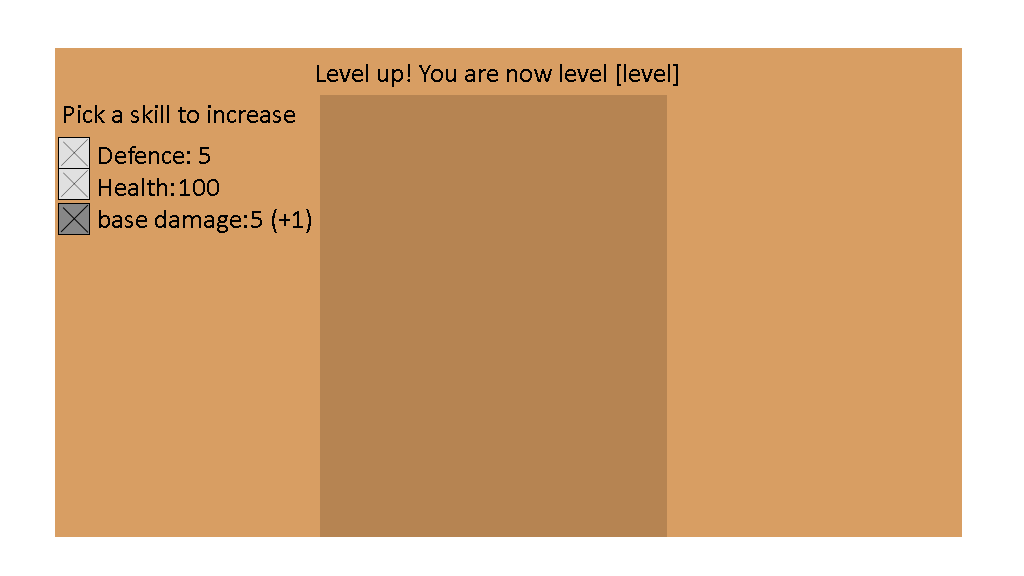 Level up! You are now level [level]
Pick a skill to increase
Defence: 5
Health:100
base damage:5 (+1)